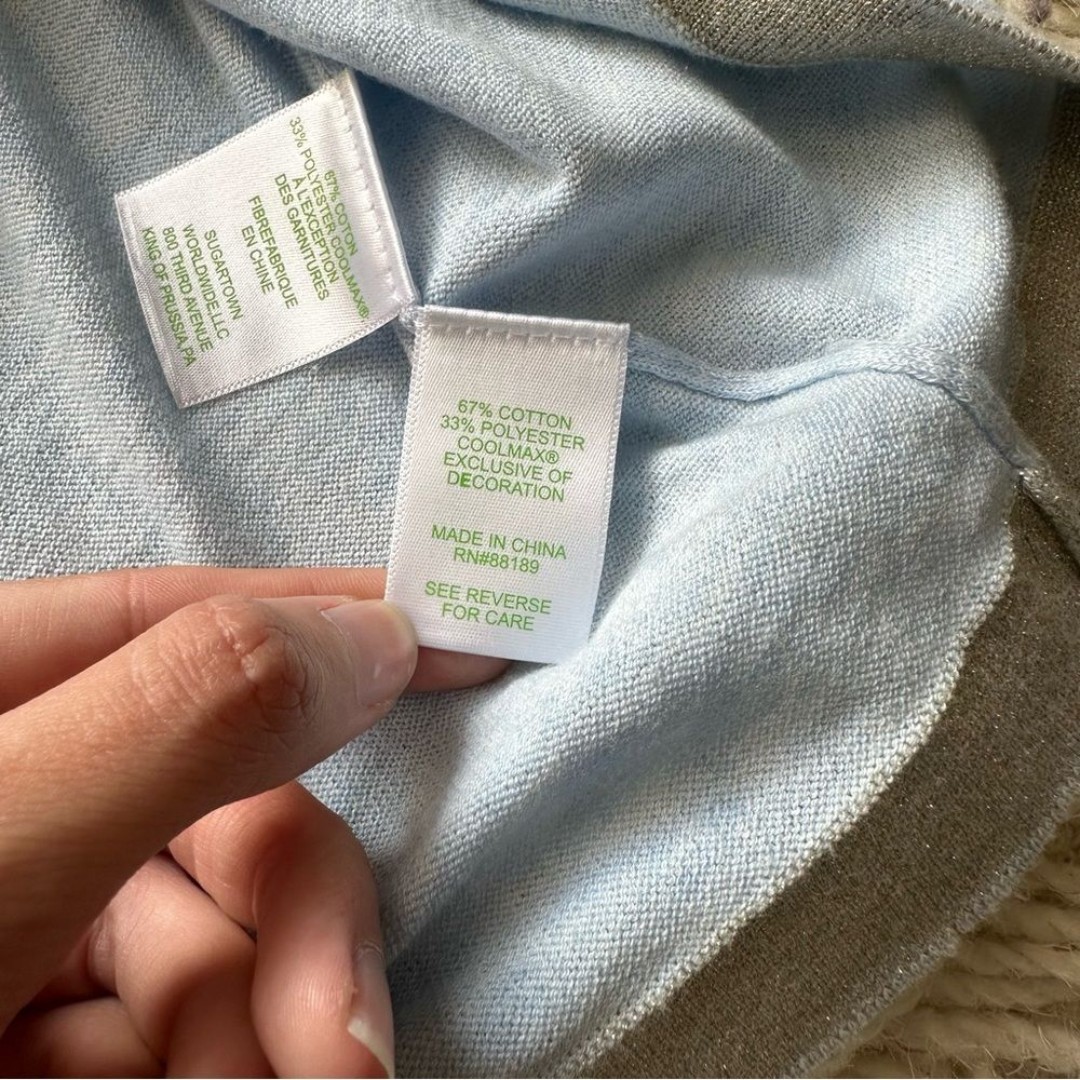 67% COTTON
33% POLYESTER COOLMAX®
À L'EXCEPTION
DES GARNITURES
FIBREFABRIQUE
EN CHINE
SUGARTOWN
WORLDWIDE,LLC
800 THIRD AVENUE
KING OF PRUSSIA,PA
67% COTTON
33% POLYESTER
COOLMAX®
EXCLUSIVE OF
DECORATION
MADE IN CHINA
RN#88189
SEE REVERSE
FOR CARE